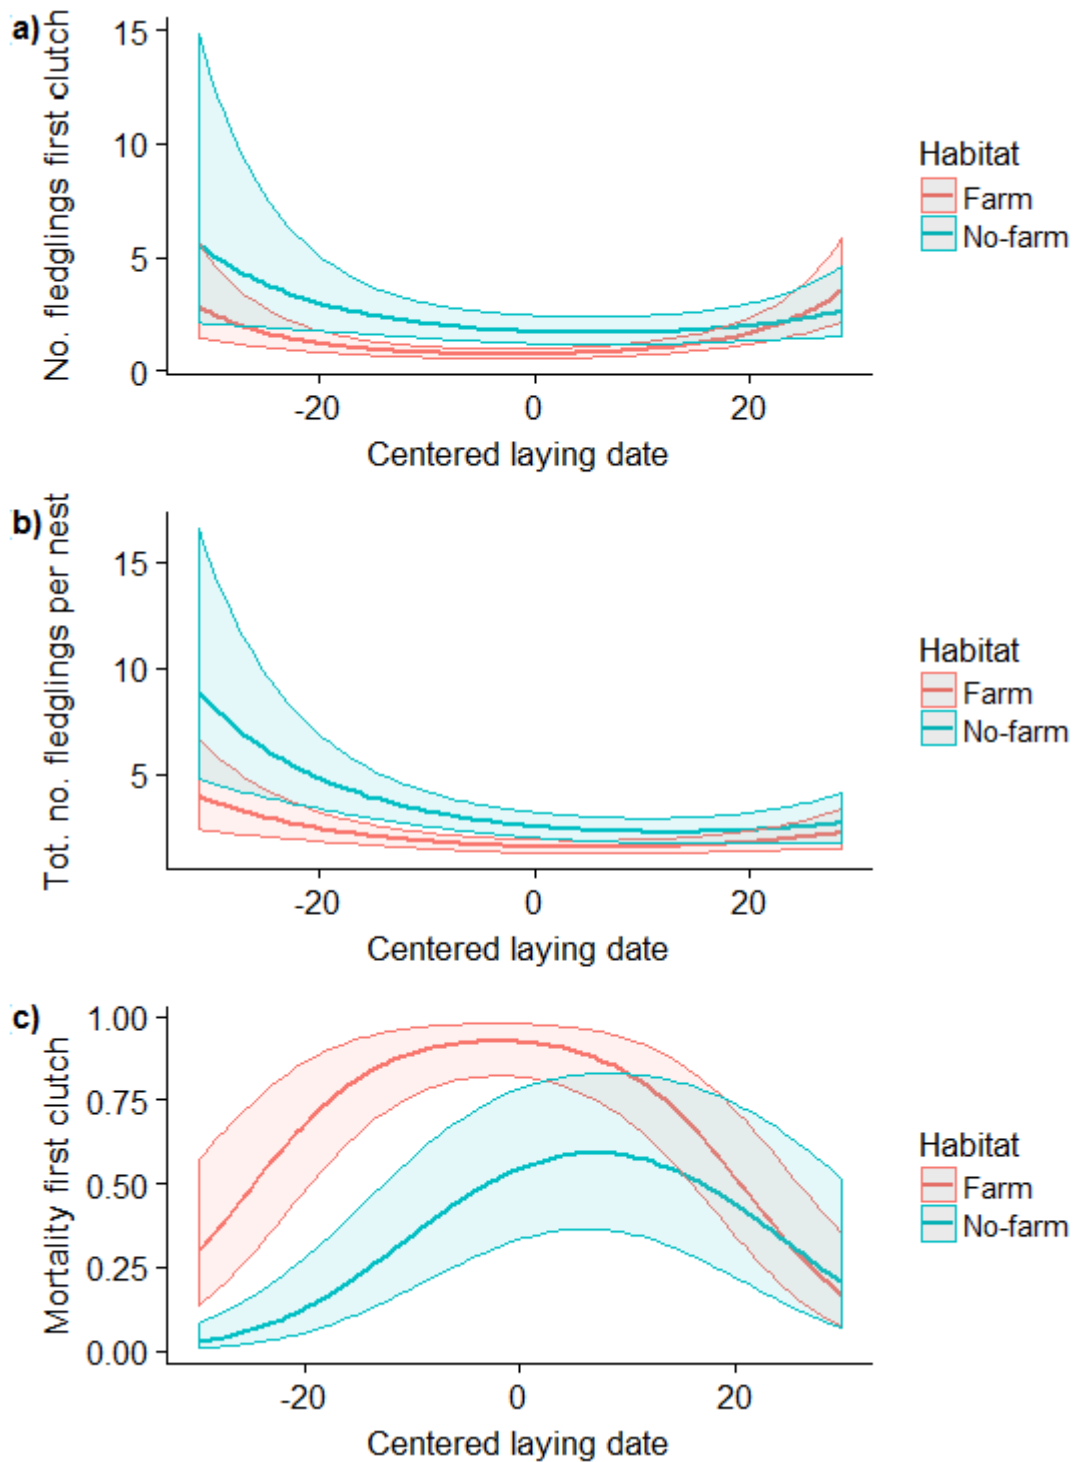 a)
No. fledglings first clutch
15
10
5
0
-20
0
20
Centered laying date
Habitat
Farm
No-farm
b)
Tot. no. fledglings per nest
15
10
5
-20
0
20
Centered laying date
Habitat
Farm
No-farm
c)
Mortality first clutch
1.00
0.75
0.50
0.25
0.00
-20
0
20
Centered laying date
Habitat
Farm
No-farm